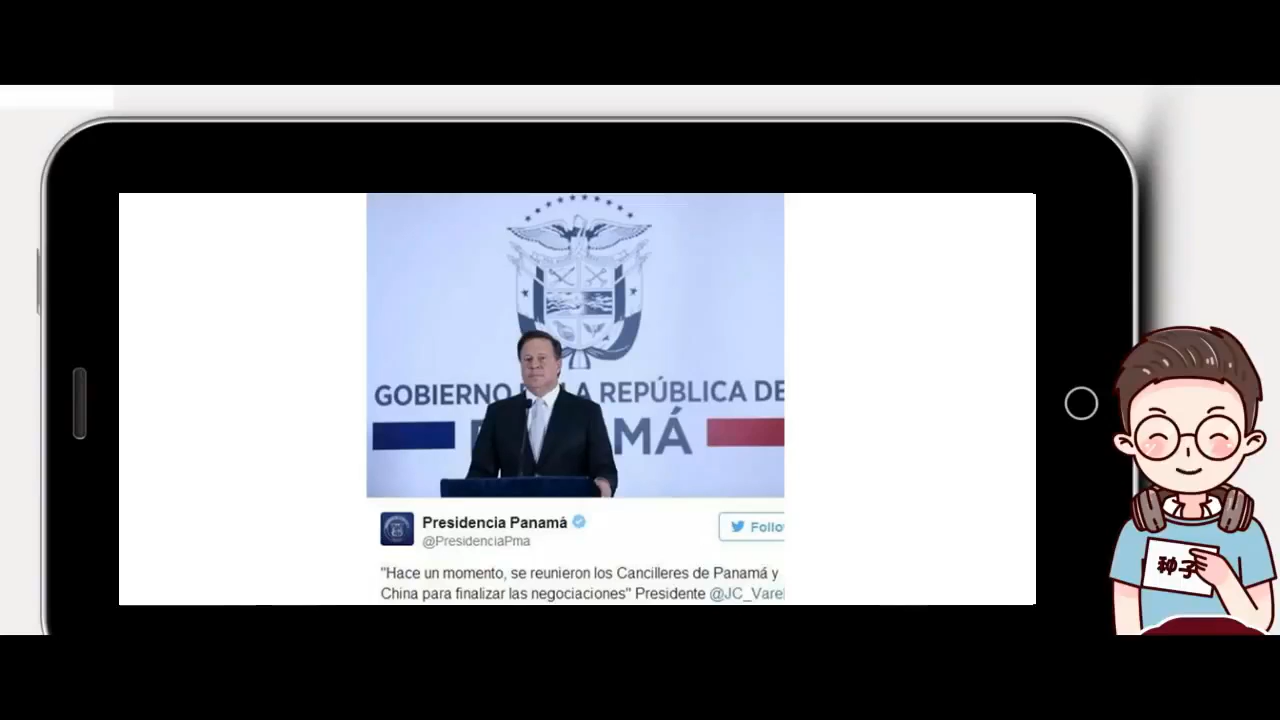 GOBIERNO LA REPÚBLICA DE
MÁ
Presidencia Panamá
@PresidenciaPma
Follo
"Hace un momento, se reunieron los Cancilleres de Panamá y
China para finalizar las negociaciones" Presidente @JC_Varel
种子